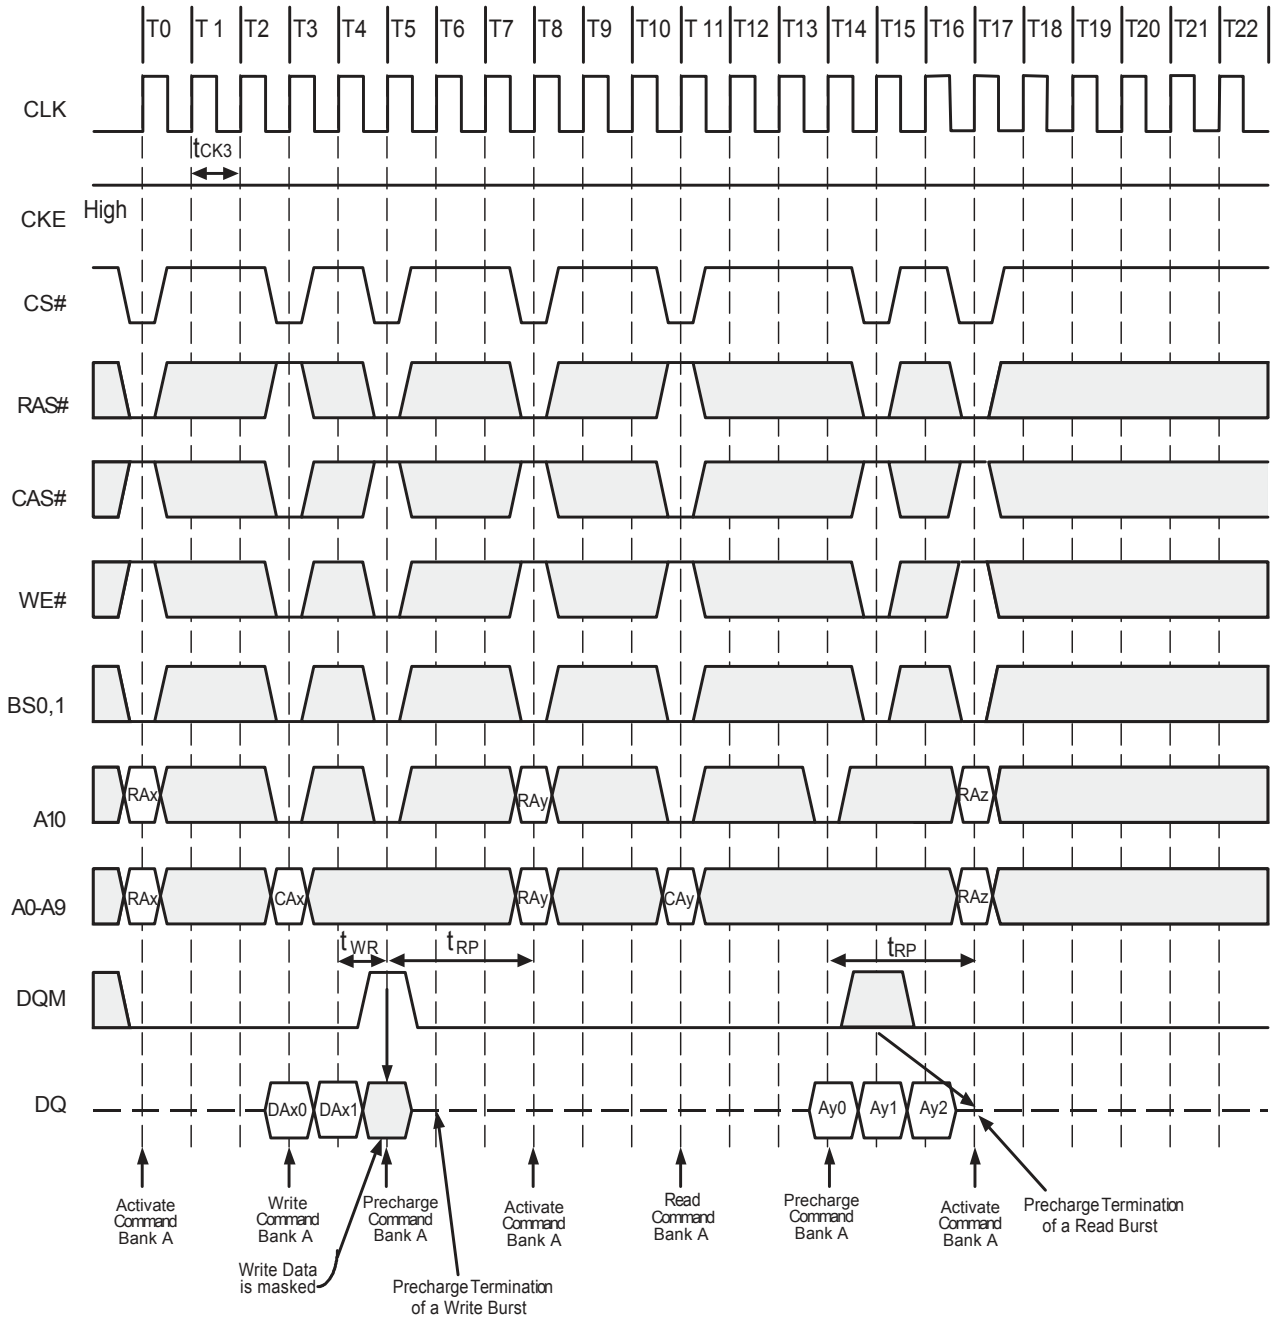 T0 T 1 T2 T3 T4 T5 T6 T7 T8 T9 T10 T 11 T12 T13 T14 T15 T16 T17 T18 T19 T20 T21 T22
CLK
tCK3
CKE High
CS#
RAS#
CAS#
WE#
BS0,1
RAx RAy RAz
A10
A0-A9 RAx CAx RAy CAy RAz
tWR tRP tRP
DQM
DQ DAx0 DAx1 Ay0 Ay1 Ay2
Activate
Command
Bank A
Write
Command
Bank A
Precharge
Command
Bank A
Activate
Command
Bank A
Read
Command
Bank A
Precharge
Command
Bank A
Activate
Command
Bank A
Precharge Termination
of a Read Burst
Write Data
is masked
Precharge Termination
of a Write Burst